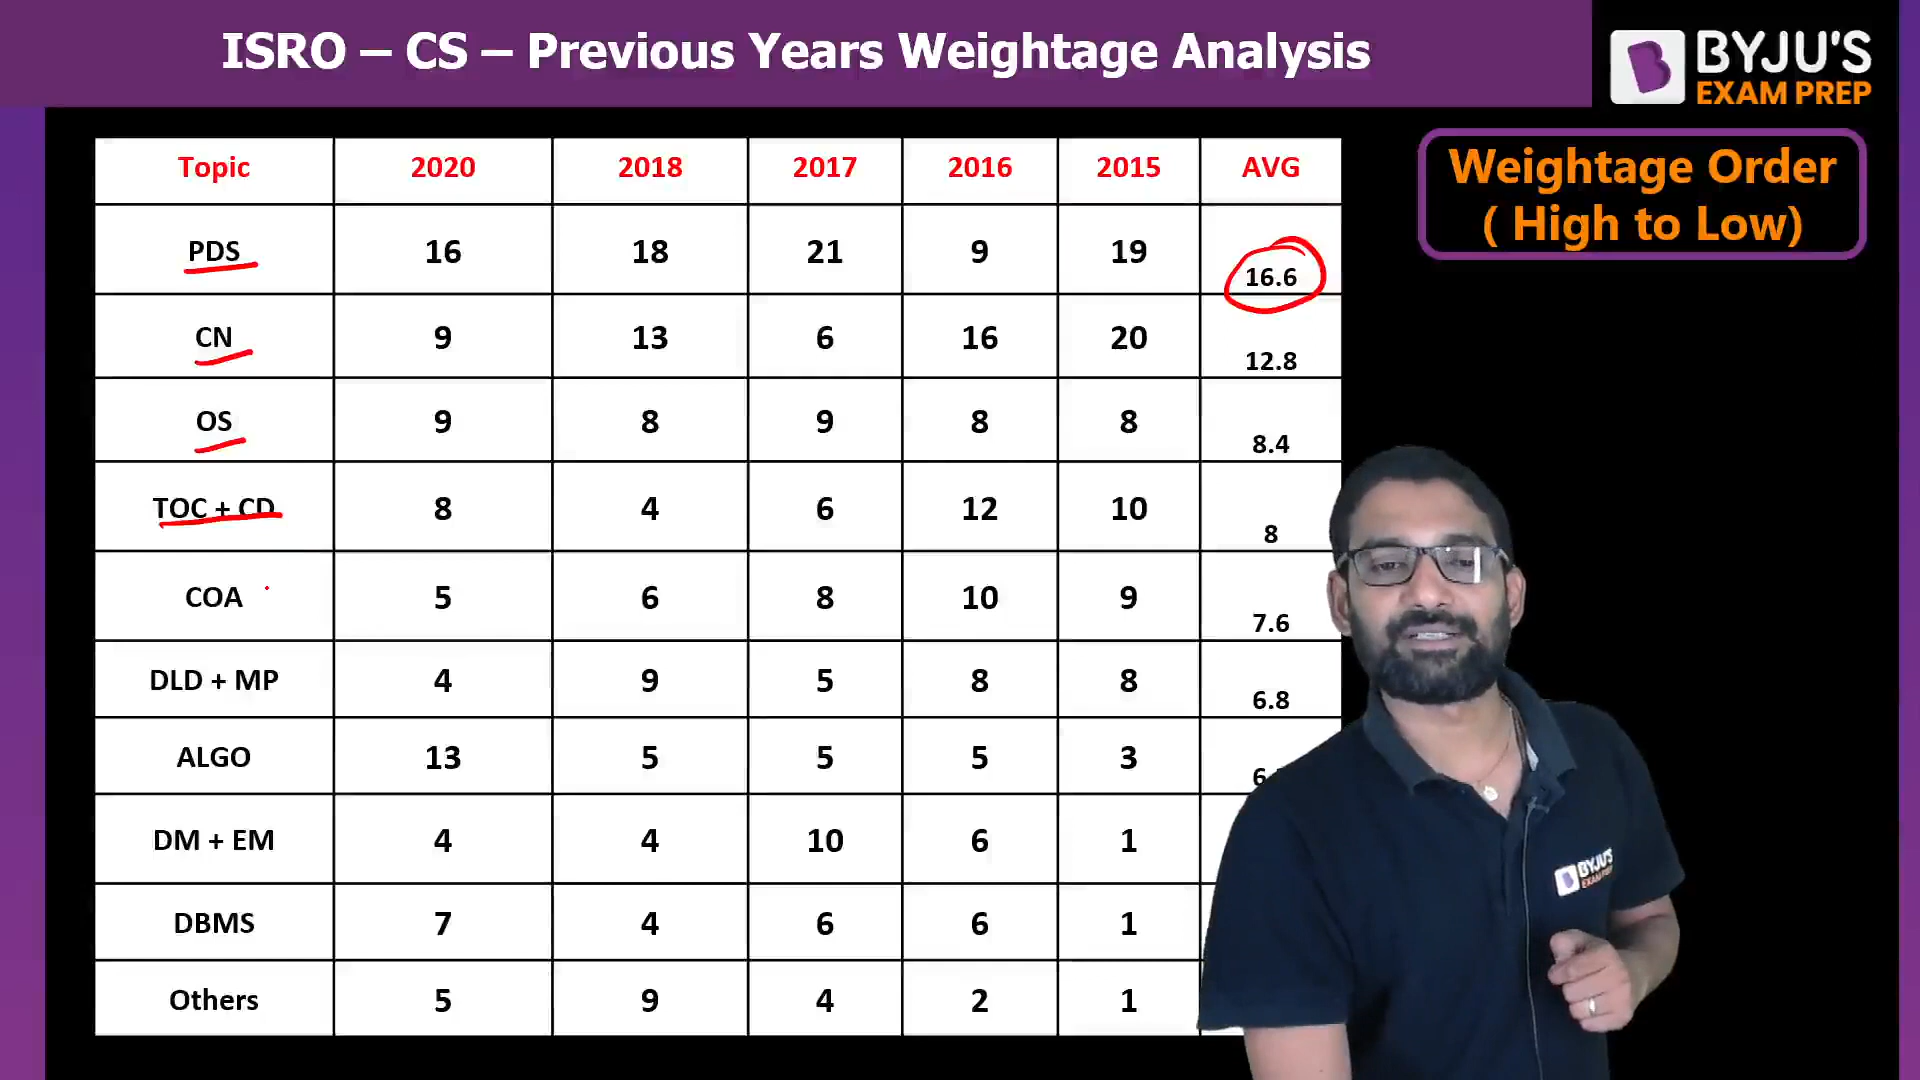 ISRO – CS – Previous Years Weightage Analysis
BYJU'S
EXAM PREP
Weightage Order
( High to Low)
Topic 2020 2018 2017 2016 2015 AVG
PDS 16 18 21 9 19 16.6
CN 9 13 6 16 20 12.8
OS 9 8 9 8 8 8.4
TOC + CD 8 4 6 12 10 8
COA 5 6 8 10 9 7.6
DLD + MP 4 9 5 8 8 6.8
ALGO 13 5 5 5 3
DM + EM 4 4 10 6 1
DBMS 7 4 6 6 1
Others 5 9 4 2 1
BYJU'S
EXAM PREP